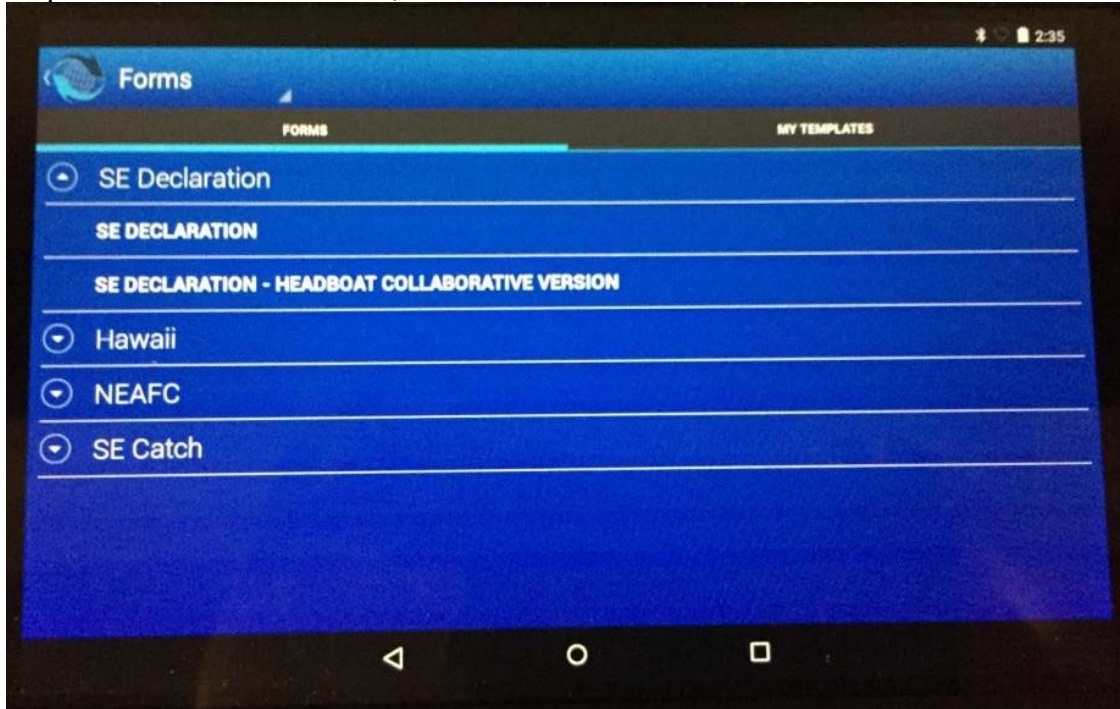 2:35
Forms
FORMS MY TEMPLATES
SE Declaration
SE DECLARATION
SE DECLARATION - HEADBOAT COLLABORATIVE VERSION
Hawaii
NEAFC
SE Catch